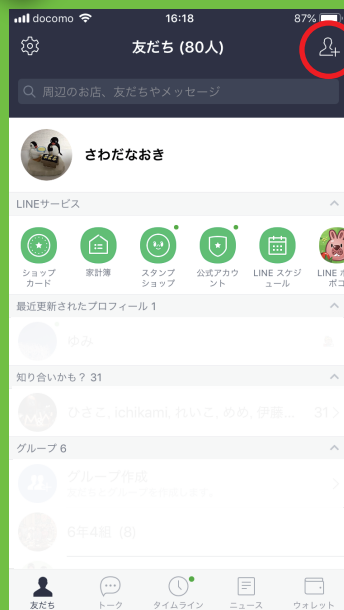 docomo 16:18 87%
友だち (80人)
周辺のお店、友だちやメッセージ
さわだなおき
LINEサービス
ショップ
カード
家計簿
スタンプ
ショップ
公式アカウ
ント
LINE スケジ
ュール
LINE ポ
ポコ
最近更新されたプロフィール 1
ゆみ
知り合いかも? 31
ひさこ, ichikami, れいこ, めめ, 伊藤... 31
グループ 6
グループ作成
6年4組 (8)
友だち
トーク
タイムライン
ニュース
ウォレット